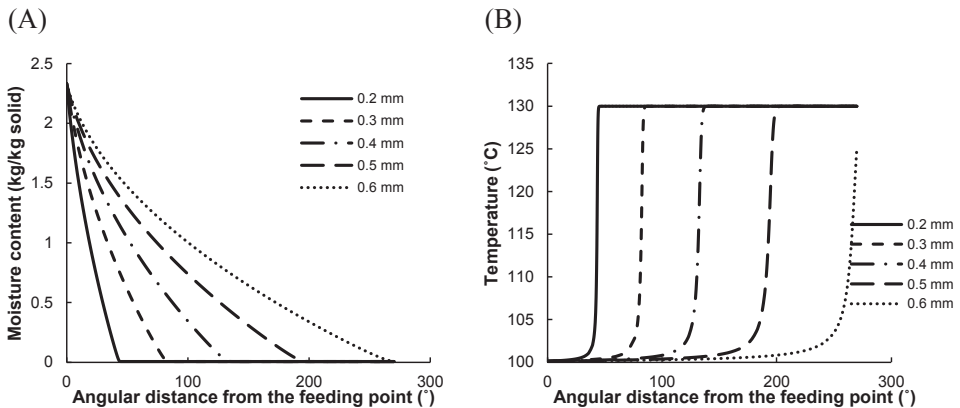 (A)
Moisture content (kg/kg solid)
2.5
2
1.5
1
0.5
0
0
100
200
300
Angular distance from the feeding point (˚)
0.2 mm
0.3 mm
0.4 mm
0.5 mm
0.6 mm
(B)
Temperature (˚C)
135
130
125
120
115
110
105
100
0
100
200
300
Angular distance from the feeding point (˚)
0.2 mm
0.3 mm
0.4 mm
0.5 mm
0.6 mm